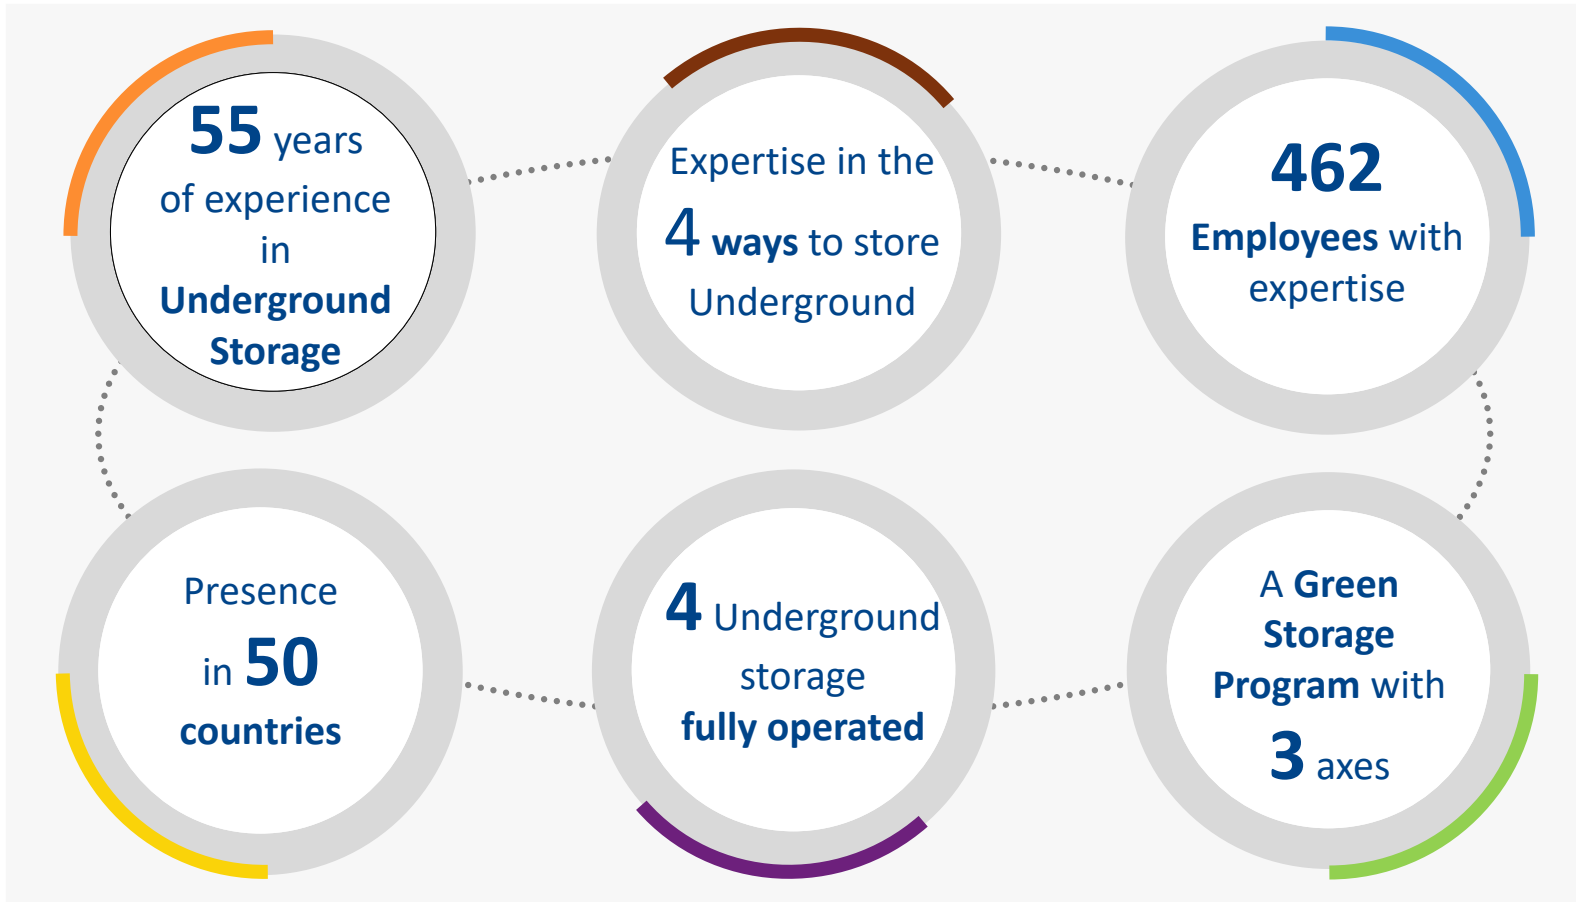 55 years
of experience
in
Underground
Storage
Expertise in the
4 ways to store
Underground
462
Employees with
expertise
Presence
in 50
countries
4 Underground
storage
fully operated
A Green
Storage
Program with
3 axes